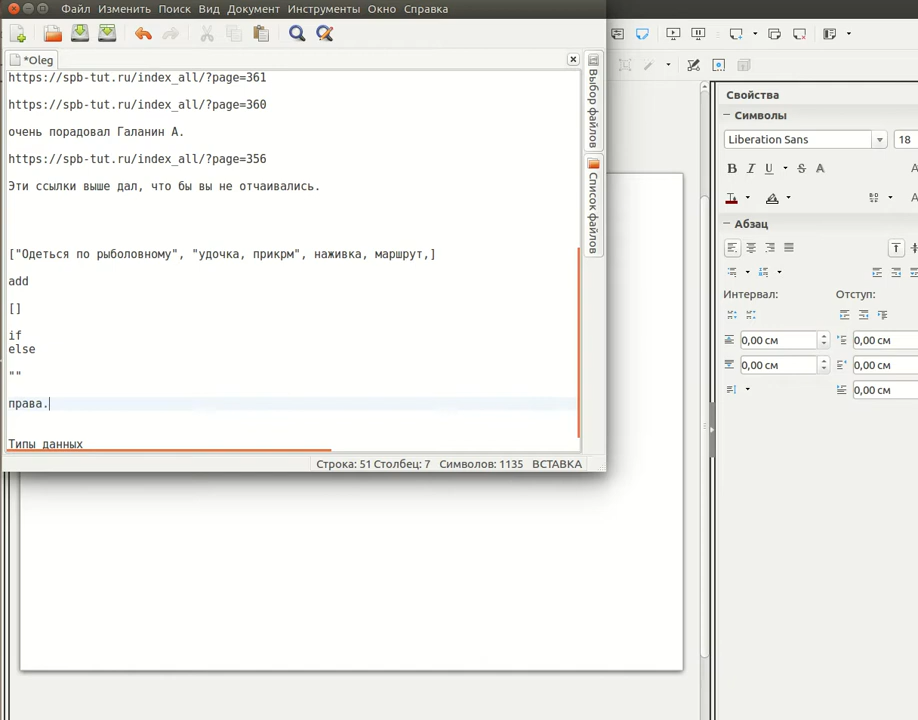 Файл Изменить Поиск Вид Документ Инструменты Окно Справка
*Oleg
https://spb-tut.ru/index_all/?page=361
https://spb-tut.ru/index_all/?page=360
очень порадовал Галанин А.
https://spb-tut.ru/index_all/?page=356
Эти ссылки выше дал, что бы вы не отчаивались.
["Одеться по рыболовному", "удочка, прикрм", наживка, маршрут,]
add
[]
if
else
""
права.
Типы данных
Строка: 51 Столбец: 7 Символов: 1135 ВСТАВКА
Выбор файлов
Список файлов
Свойства
Символы
Liberation Sans 18
Абзац
Интервал: Отступ:
0,00 см 0,00 см
0,00 см 0,00 см
0,00 см